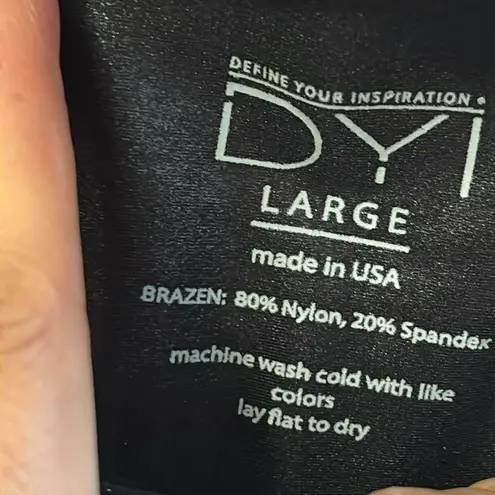 DEFINE YOUR INSPIRATION •
DYI
LARGE
made in USA
BRAZEN: 80% Nylon, 20% Spandex
machine wash cold with like
colors
lay flat to dry